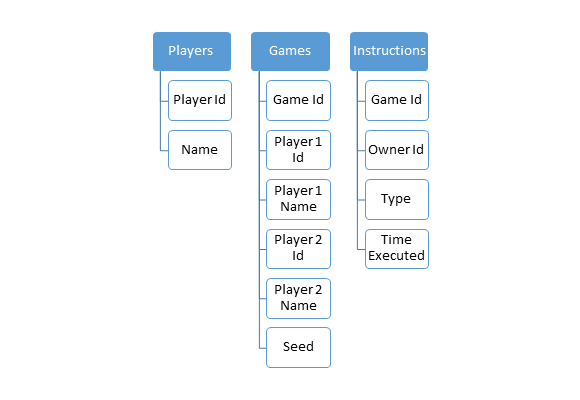 Players
Player Id
Name
Games
Game Id
Player 1
Id
Player 1
Name
Player 2
Id
Player 2
Name
Seed
Instructions
Game Id
Owner Id
Type
Time
Executed